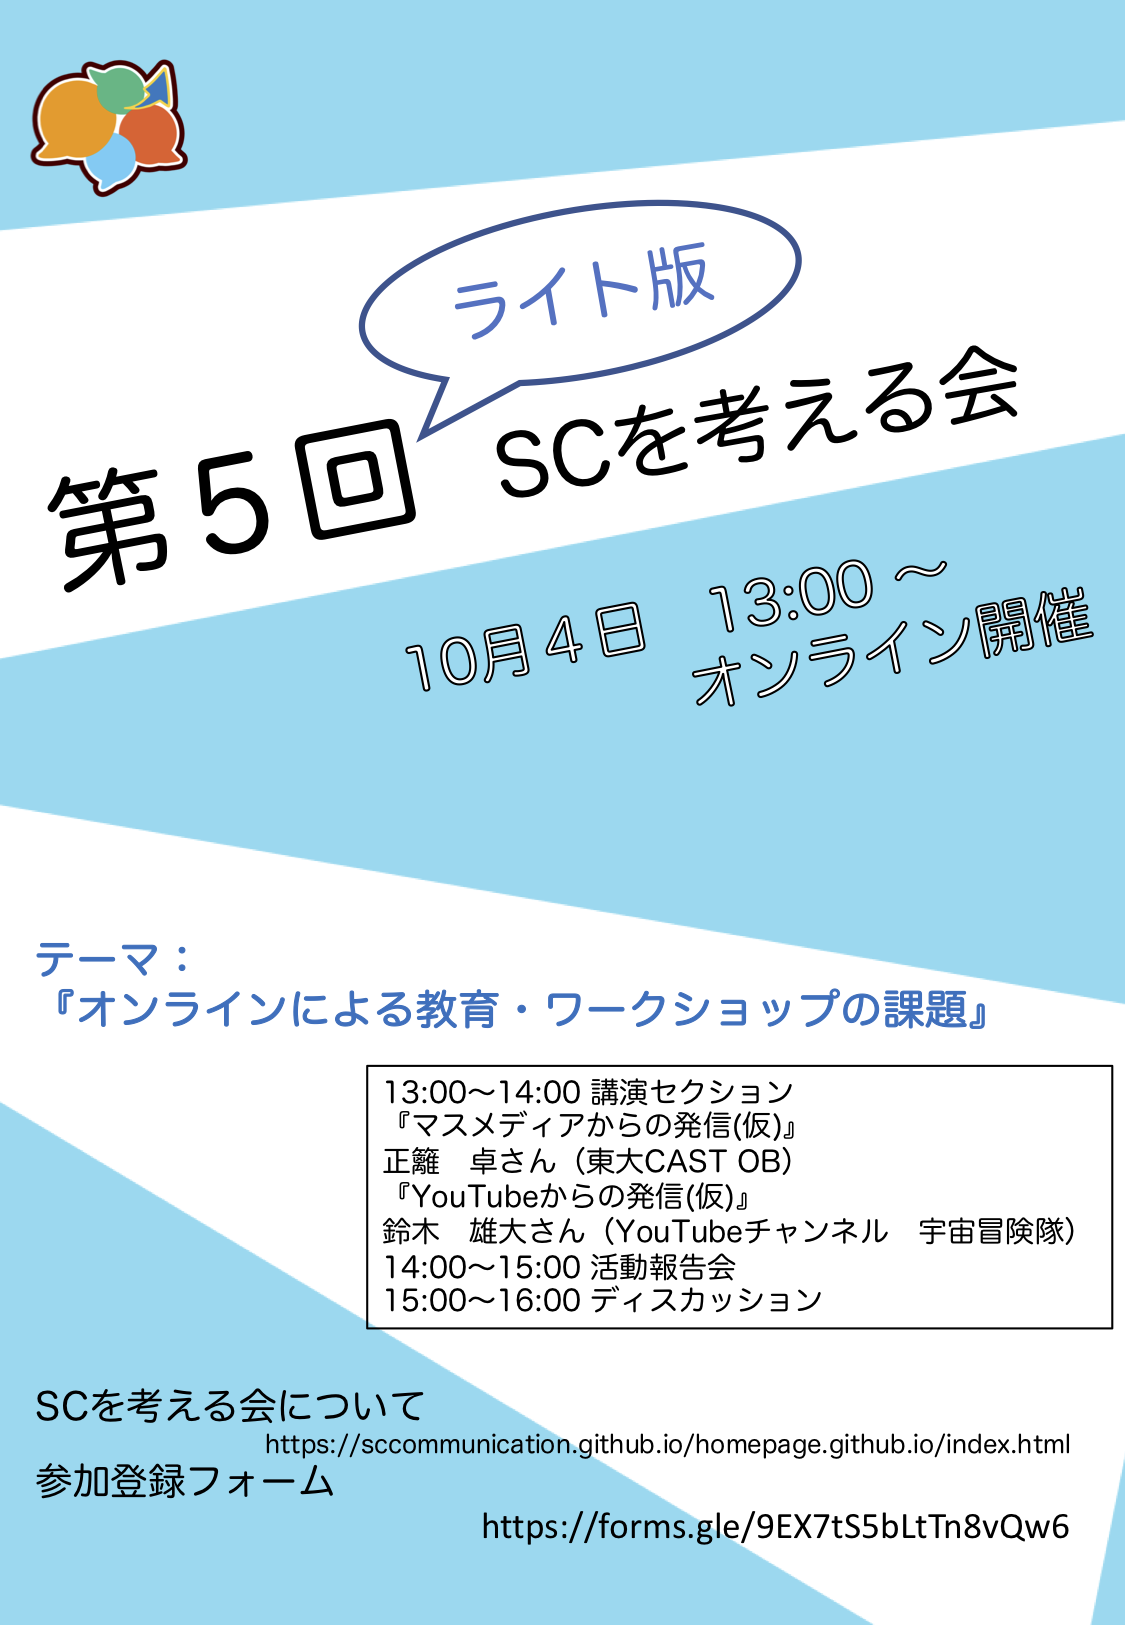 ライト版
第5回 SCを考える会
10月4日 13:00～
オンライン開催
テーマ：
『オンラインによる教育・ワークショップの課題』
13:00～14:00 講演セクション
『マスメディアからの発信(仮)』
正籬　卓さん（東大CAST OB）
『YouTubeからの発信(仮)』
鈴木　雄大さん（YouTubeチャンネル　宇宙冒険隊）
14:00～15:00 活動報告会
15:00～16:00 ディスカッション
SCを考える会について
https://sccommunication.github.io/homepage.github.io/index.html
参加登録フォーム
https://forms.gle/9EX7tS5bLtTn8vQw6